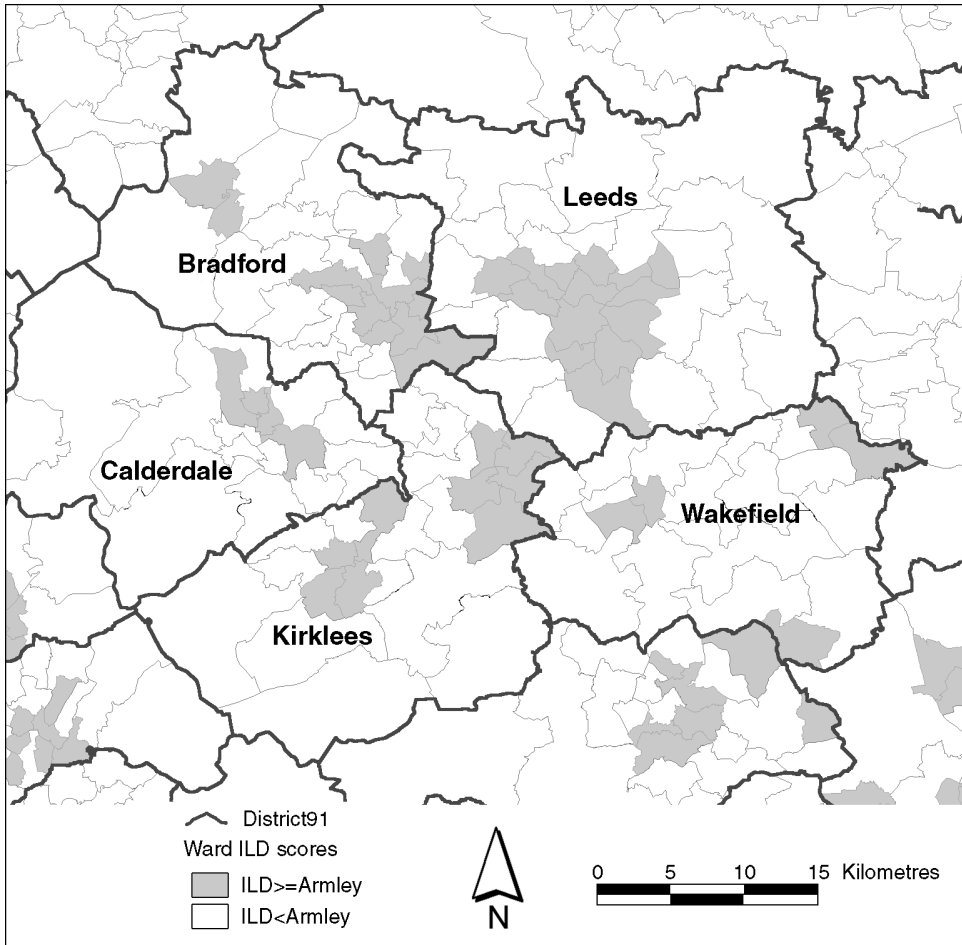 Leeds
Bradford
Calderdale
Wakefield
Kirklees
District91
Ward ILD scores
ILD>=Armley
ILD<Armley
N
0 5 10 15 Kilometres